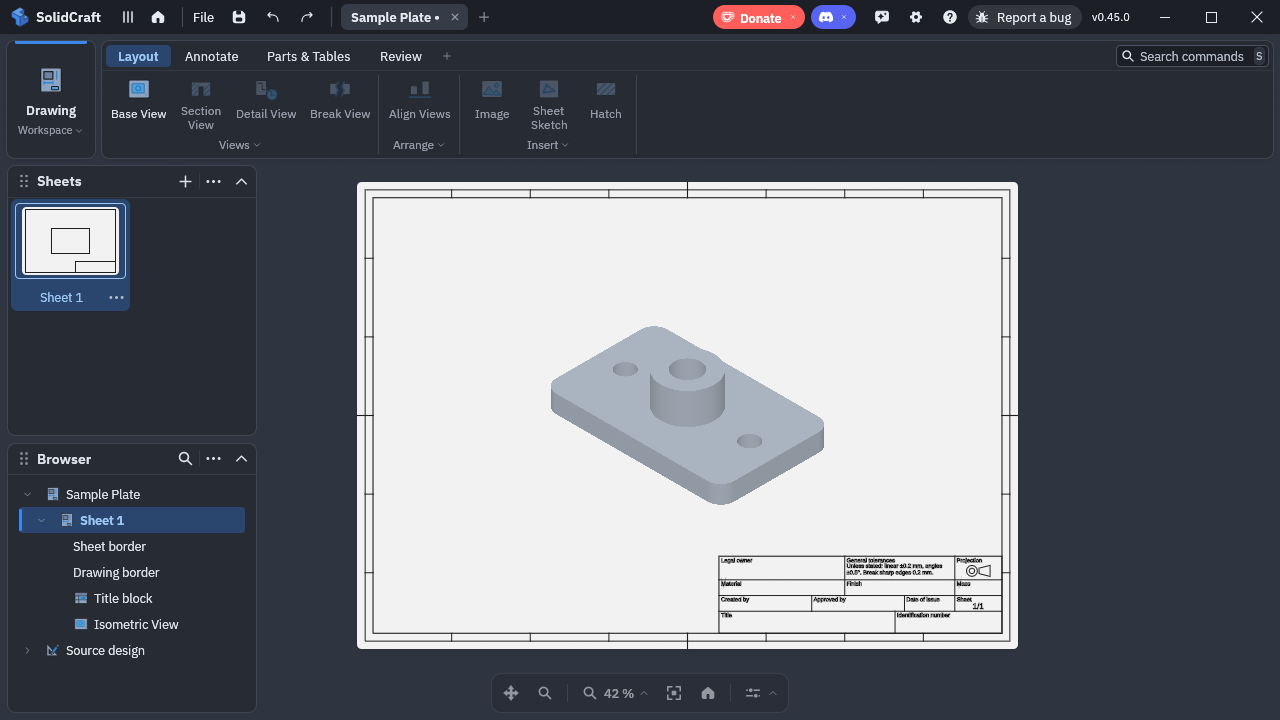 SolidCraft
File
Sample Plate •
Donate
Report a bug
v0.45.0
Drawing
Workspace
Layout
Annotate
Parts & Tables
Review
Search commands
S
Base View
Section View
Detail View
Break View
Views
Align Views
Arrange
Image
Sheet Sketch
Hatch
Insert
Sheets
Sheet 1
Browser
Sample Plate
Sheet 1
Sheet border
Drawing border
Title block
Isometric View
Source design
Legal owner
General tolerances
Unless stated: linear ±0.2 mm, angles
±0.5°. Break sharp edges 0.2 mm.
Projection
Material
Finish
Mass
Created by
Approved by
Date of issue
Sheet
1/1
Title
Identification number
42 %